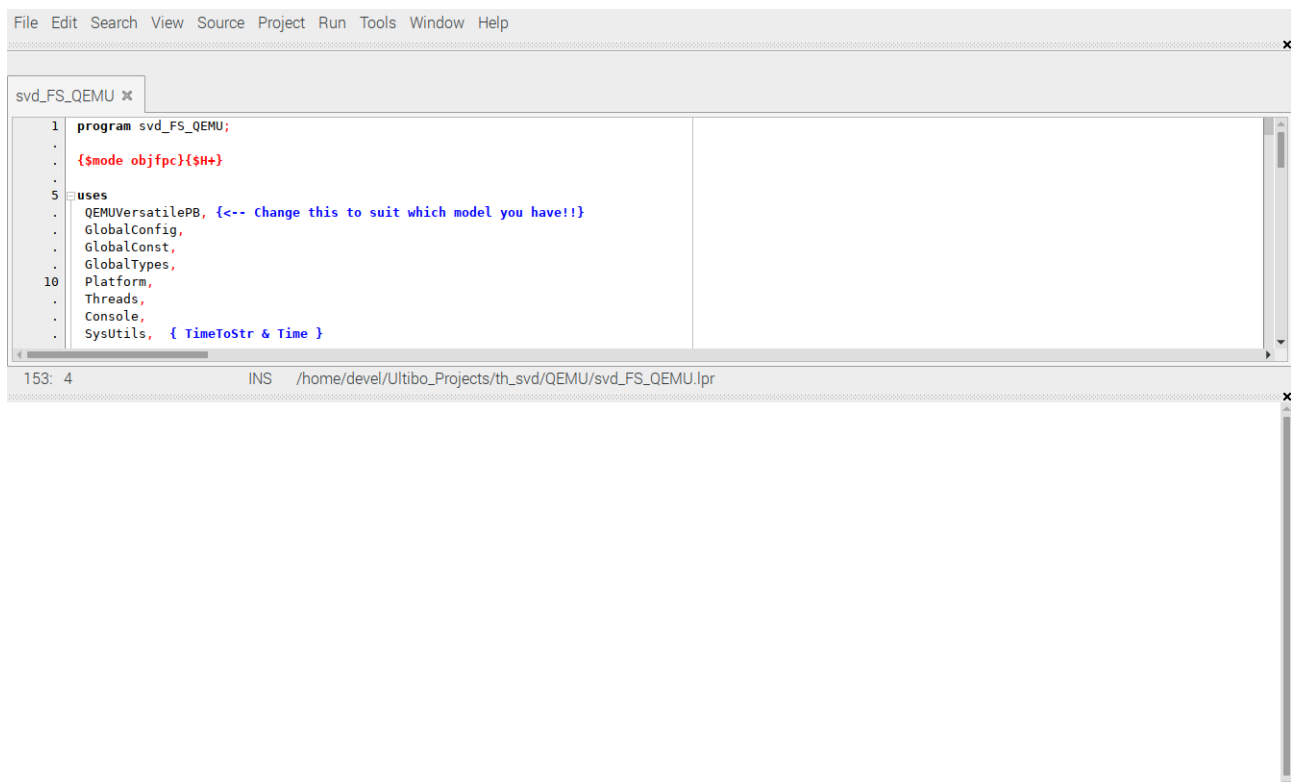 File Edit Search View Source Project Run Tools Window Help
svd_FS_QEMU ✖
1 program svd_FS_QEMU;
.
. {$mode objfpc}{$H+}
.
5 uses
. QEMUVersatilePB, {<-- Change this to suit which model you have!!}
. GlobalConfig,
. GlobalConst,
. GlobalTypes,
10 Platform,
. Threads,
. Console,
. SysUtils, { TimeToStr & Time }
153: 4 INS /home/devel/Ultibo_Projects/th_svd/QEMU/svd_FS_QEMU.lpr